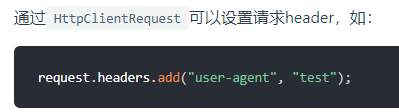 通过 HttpClientRequest 可以设置请求header，如：
request.headers.add("user-agent", "test");